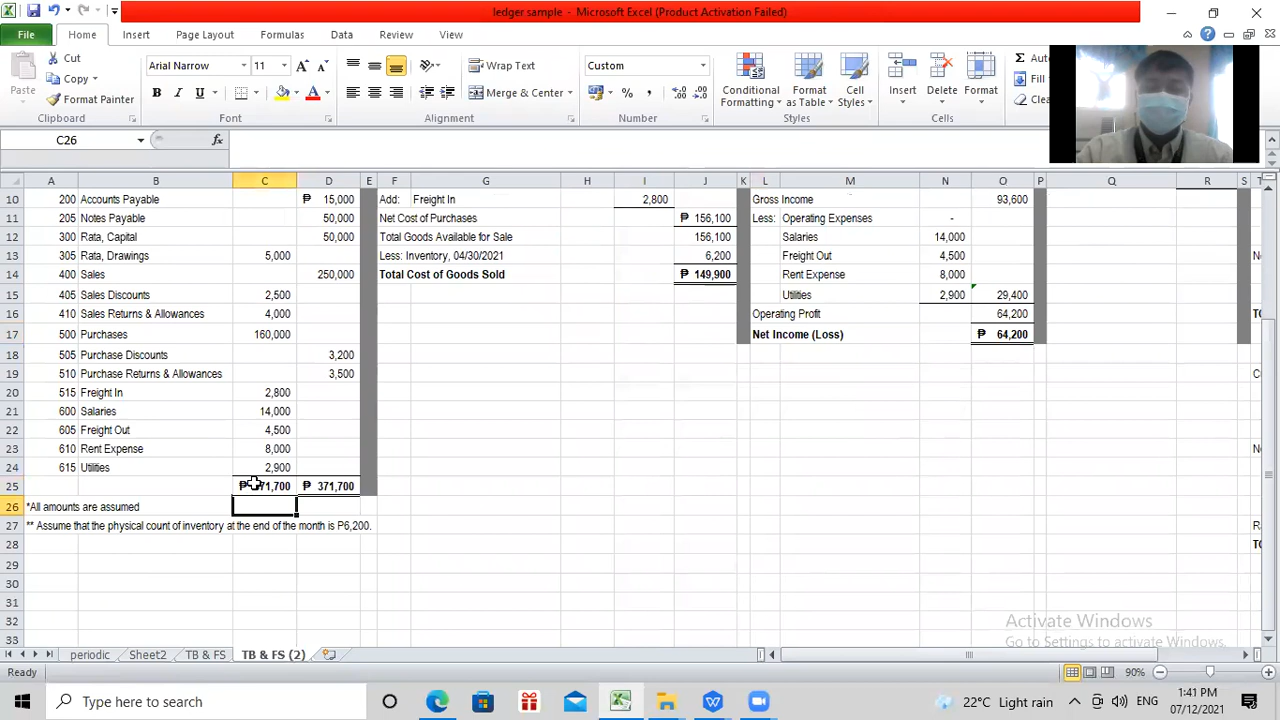 ledger sample - Microsoft Excel (Product Activation Failed)
File Home Insert Page Layout Formulas Data Review View
Paste Cut Copy Format Painter Clipboard
Arial Narrow 11 B I U A Font
Wrap Text Merge & Center Alignment
Custom % , Number
Conditional Formatting Format as Table Cell Styles Styles
Insert Delete Format Cells
Σ Fill
C26 fx
A B C D E F G H I J K L M N O P Q R S
10 200 Accounts Payable ₱ 15,000 Add: Freight In 2,800 Gross Income 93,600
11 205 Notes Payable 50,000 Net Cost of Purchases ₱ 156,100 Less: Operating Expenses -
12 300 Rata, Capital 50,000 Total Goods Available for Sale 156,100 Salaries 14,000
13 305 Rata, Drawings 5,000 Less: Inventory, 04/30/2021 6,200 Freight Out 4,500
14 400 Sales 250,000 Total Cost of Goods Sold ₱ 149,900 Rent Expense 8,000
15 405 Sales Discounts 2,500 Utilities 2,900 29,400
16 410 Sales Returns & Allowances 4,000 Operating Profit 64,200
17 500 Purchases 160,000 Net Income (Loss) ₱ 64,200
18 505 Purchase Discounts 3,200
19 510 Purchase Returns & Allowances 3,500
20 515 Freight In 2,800
21 600 Salaries 14,000
22 605 Freight Out 4,500
23 610 Rent Expense 8,000
24 615 Utilities 2,900
25 ₱ ₱ 371,700
26 *All amounts are assumed
27 ** Assume that the physical count of inventory at the end of the month is P6,200.
28
29
30
31
32
33
Activate Windows
Go to Settings to activate Windows.
periodic Sheet2 TB & FS TB & FS (2)
Ready 90%
Type here to search 22°C Light rain ENG 1:41 PM
07/12/2021